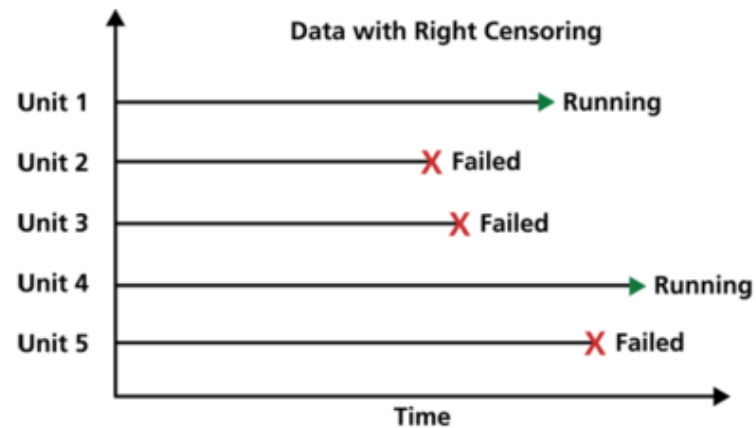 Data with Right Censoring
Unit 1 Running
Unit 2 X Failed
Unit 3 X Failed
Unit 4 Running
Unit 5 X Failed
Time